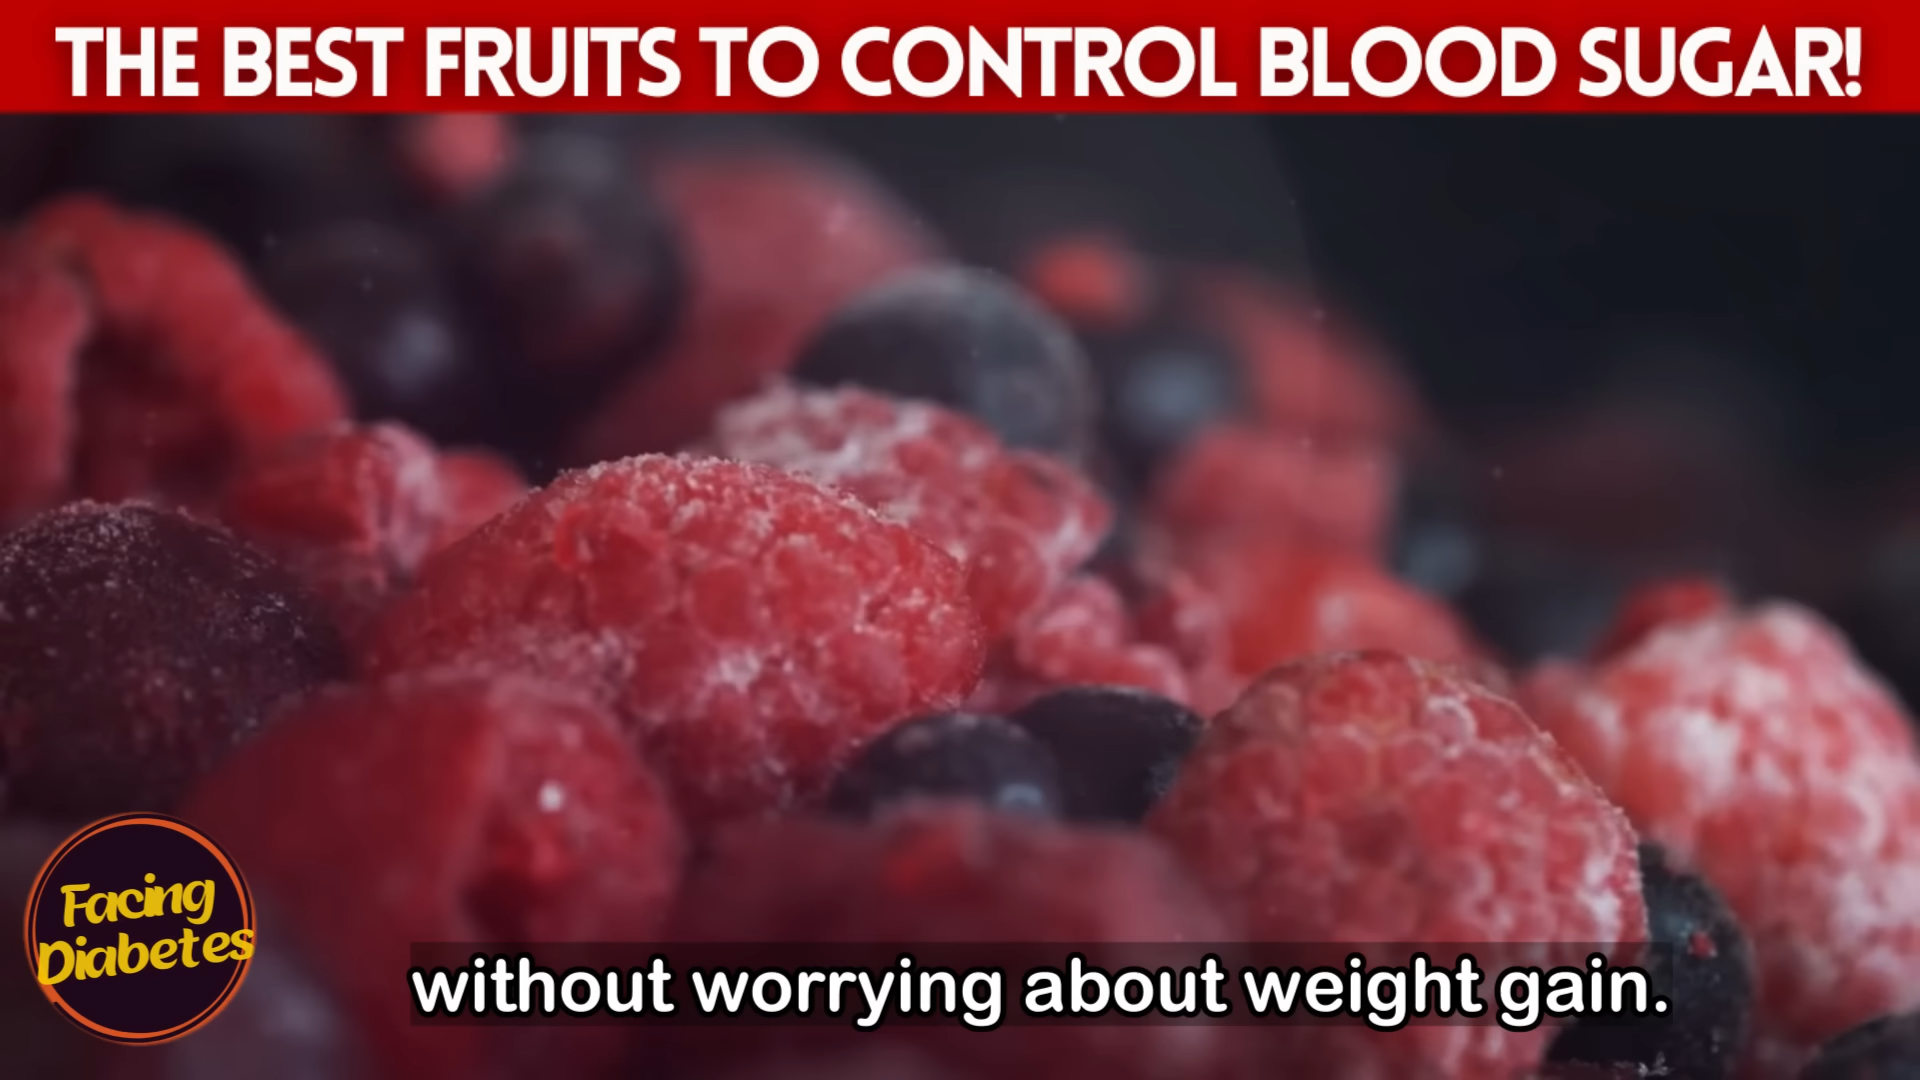 THE BEST FRUITS TO CONTROL BLOOD SUGAR!
Facing
Diabetes
without worrying about weight gain.